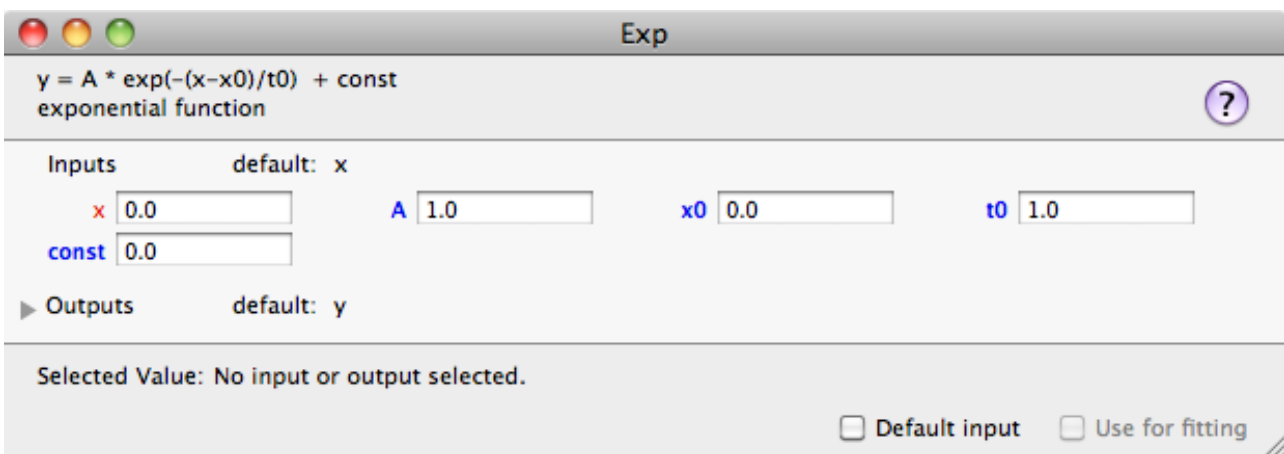 Exp
y = A * exp(-(x-x0)/t0) + const
exponential function
?
Inputs default: x
x 0.0 A 1.0 x0 0.0 t0 1.0
const 0.0
Outputs default: y
Selected Value: No input or output selected.
Default input Use for fitting